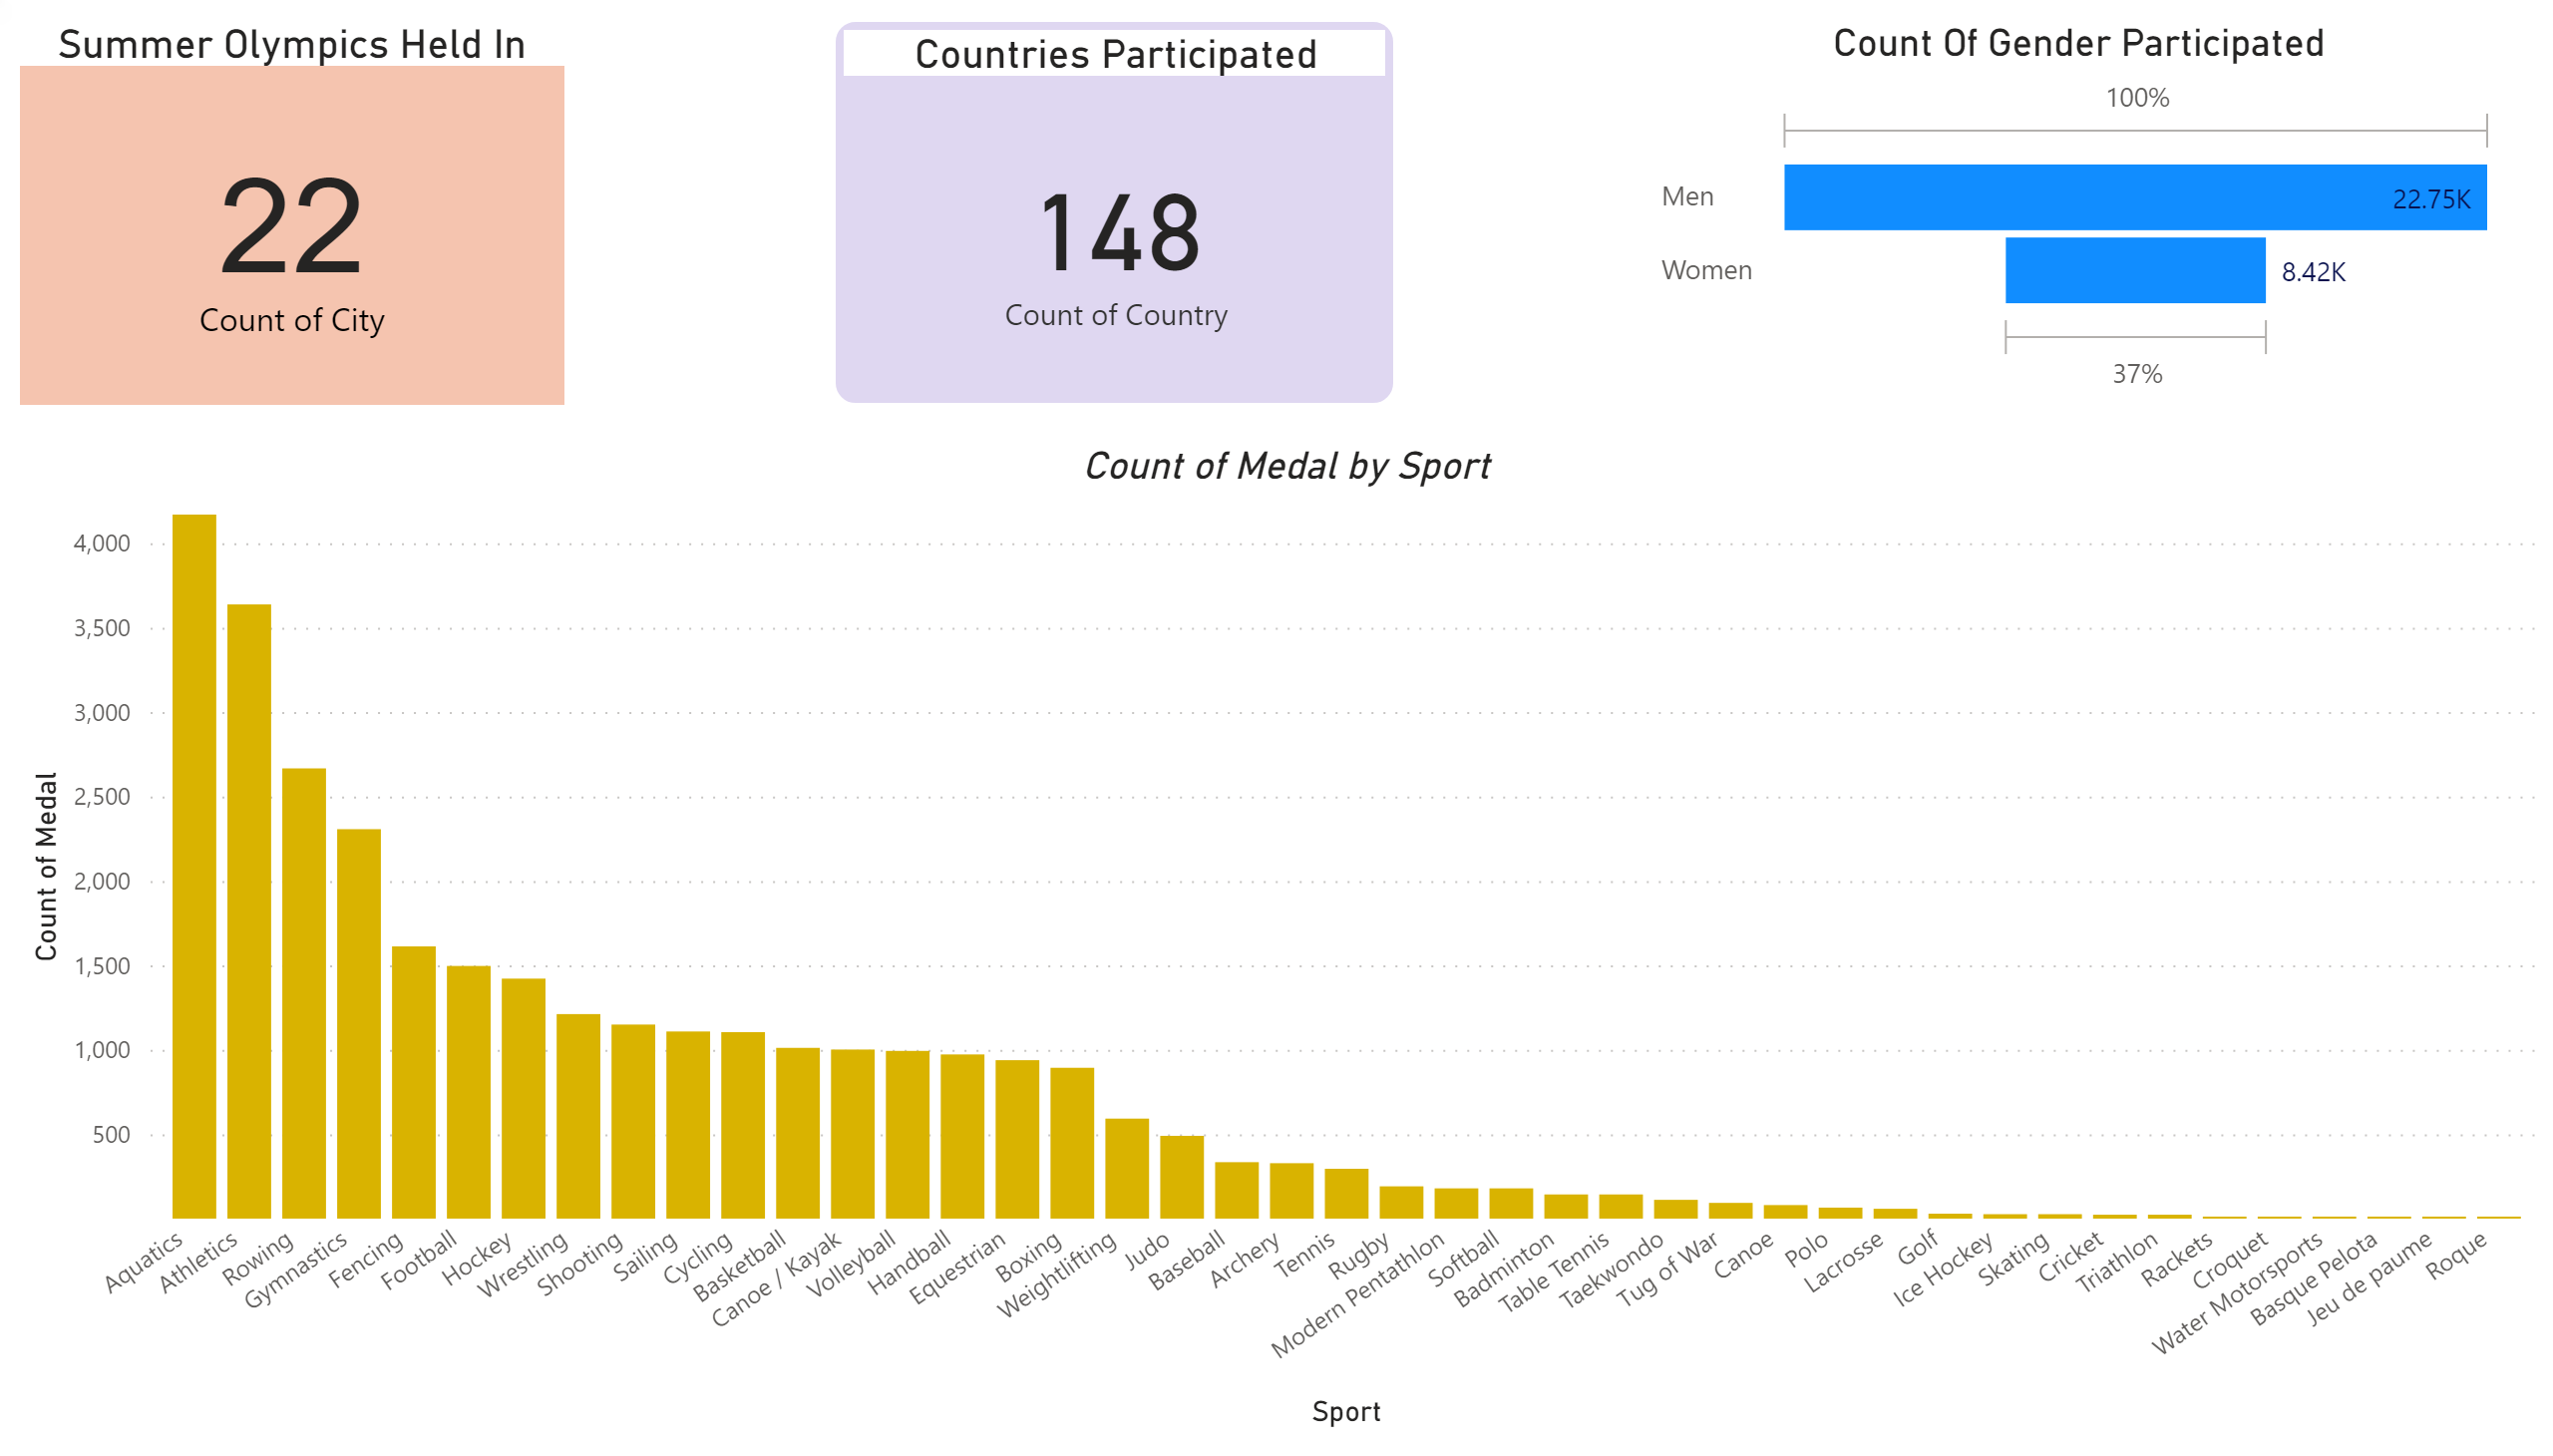 Summer Olympics Held In
22
Count of City
Countries Participated
148
Count of Country
Count Of Gender Participated
100%
Men
22.75K
Women
8.42K
37%
Count of Medal by Sport
Count of Medal
4,000
3,500
3,000
2,500
2,000
1,500
1,000
500
Aquatics
Athletics
Rowing
Gymnastics
Fencing
Football
Hockey
Wrestling
Shooting
Sailing
Cycling
Basketball
Canoe / Kayak
Volleyball
Handball
Equestrian
Boxing
Weightlifting
Judo
Baseball
Archery
Tennis
Rugby
Modern Pentathlon
Softball
Badminton
Table Tennis
Taekwondo
Tug of War
Canoe
Polo
Lacrosse
Golf
Ice Hockey
Skating
Cricket
Triathlon
Rackets
Croquet
Water Motorsports
Basque Pelota
Jeu de paume
Roque
Sport